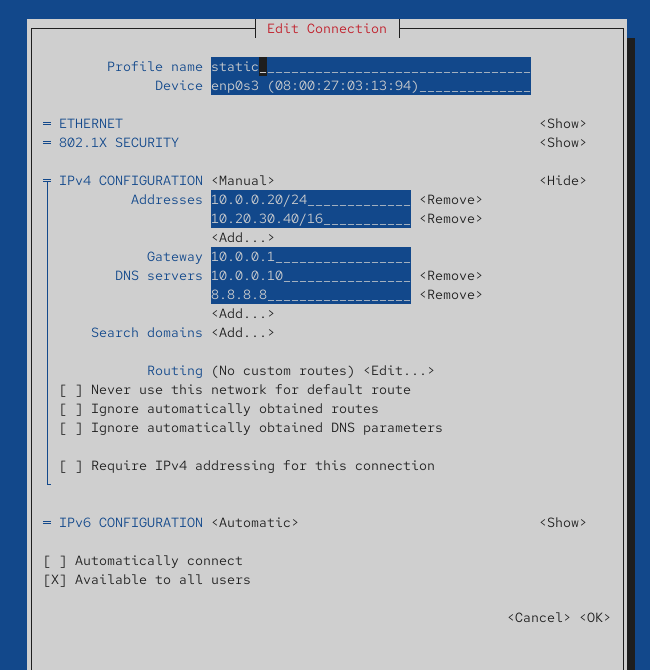 Edit Connection
Profile name static
Device enp0s3 (08:00:27:03:13:94)
ETHERNET <Show>
802.1X SECURITY <Show>
IPv4 CONFIGURATION <Manual> <Hide>
Addresses 10.0.0.20/24 <Remove>
10.20.30.40/16 <Remove>
<Add...>
Gateway 10.0.0.1
DNS servers 10.0.0.10 <Remove>
8.8.8.8 <Remove>
<Add...>
Search domains <Add...>
Routing (No custom routes) <Edit...>
[ ] Never use this network for default route
[ ] Ignore automatically obtained routes
[ ] Ignore automatically obtained DNS parameters
[ ] Require IPv4 addressing for this connection
IPv6 CONFIGURATION <Automatic> <Show>
[ ] Automatically connect
[X] Available to all users
<Cancel> <OK>